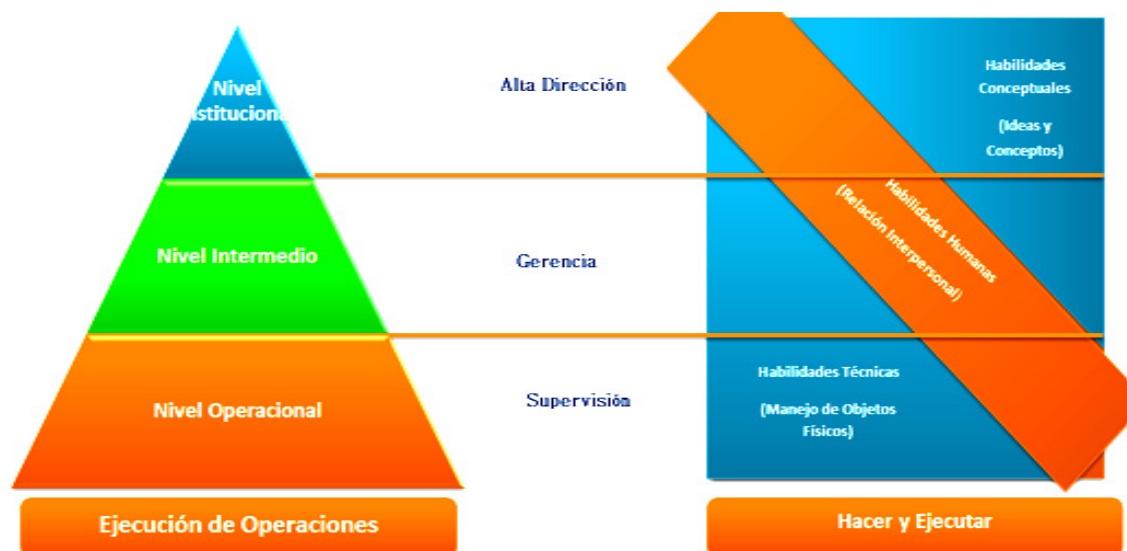 Nivel
nstituciona
Alta Dirección
Habilidades
Conceptuales
(Ideas y
Conceptos)
Nivel Intermedio
Gerencia
Habilidades Humanas
(Relación Interpersonal)
Nivel Operacional
Supervisión
Habilidades Técnicas
(Manejo de Objetos
Físicos)
Ejecución de Operaciones
Hacer y Ejecutar